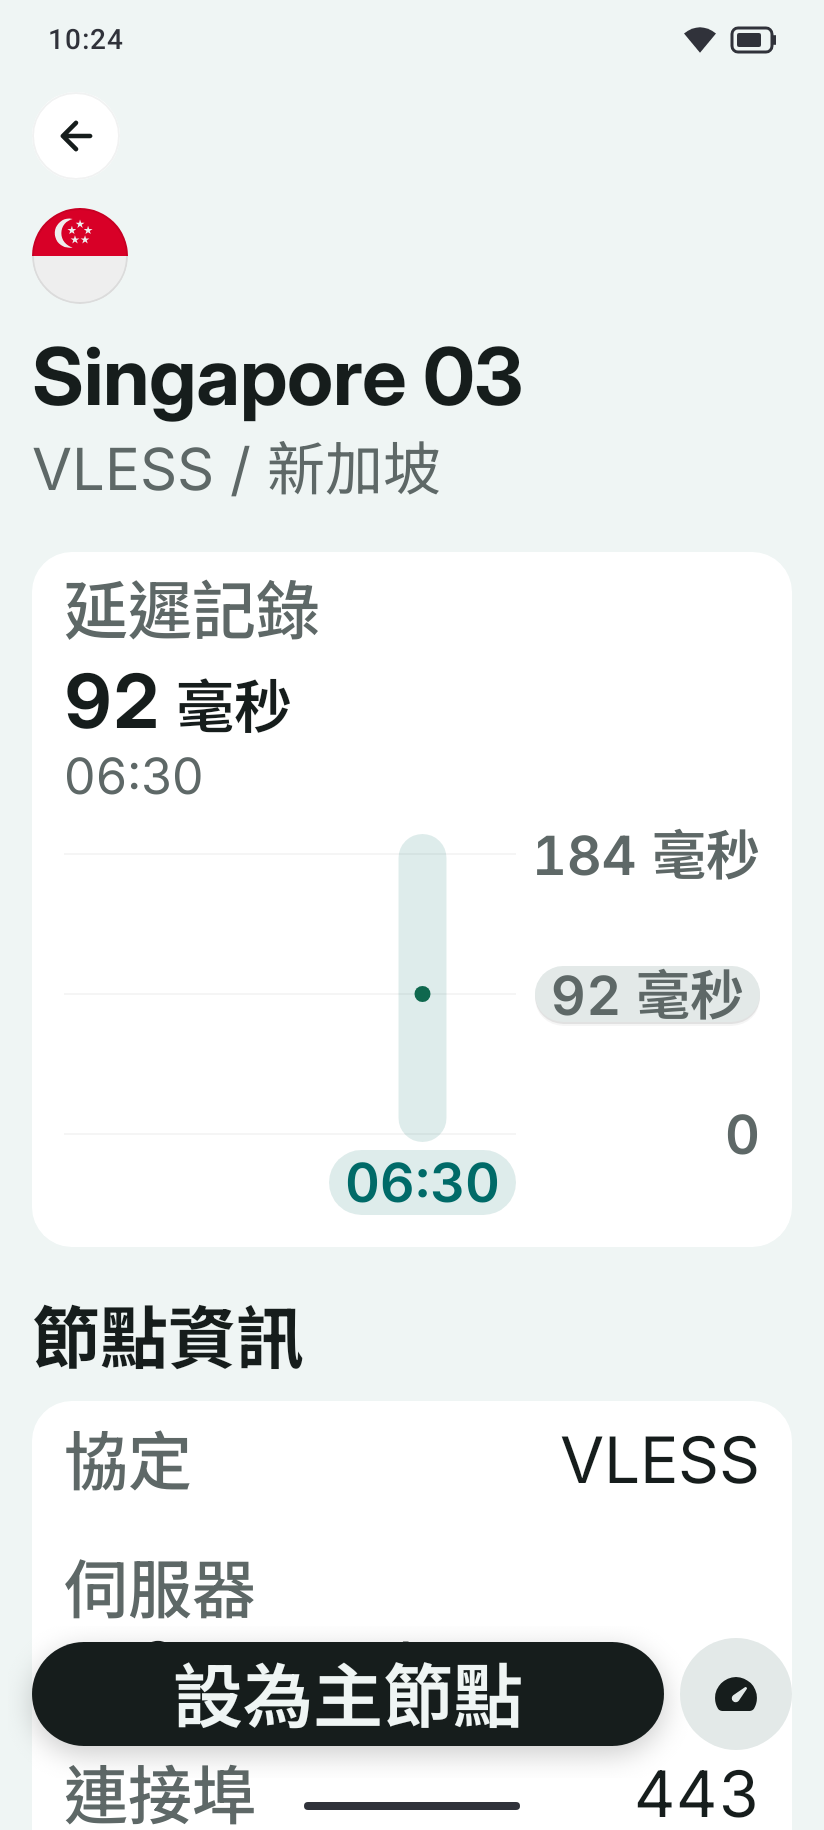 10:24
Singapore 03
VLESS / 新加坡
延遲記錄
92 毫秒
06:30
184 毫秒
92 毫秒
0
06:30
節點資訊
協定 VLESS
伺服器
設為主節點
連接埠 443